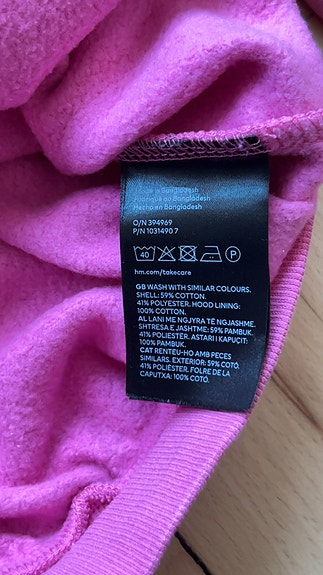 Made in Bangladesh
Fabriqué au Bangladesh
Hecho en Bangladesh
O/N 394969
P/N 1031490 7
40 P
hm.com/takecare
GB WASH WITH SIMILAR COLOURS.
SHELL: 59% COTTON.
41% POLYESTER. HOOD LINING:
100% COTTON.
AL LANI ME NGJYRA TË NGJASHME.
SHTRESA E JASHTME: 59% PAMBUK.
41% POLIESTER. ASTARI I KAPUÇIT:
100% PAMBUK.
CAT RENTEU-HO AMB PECES
SIMILARS. EXTERIOR: 59% COTÓ.
41% POLIÈSTER. FOLRE DE LA
CAPUTXA: 100% COTÓ.